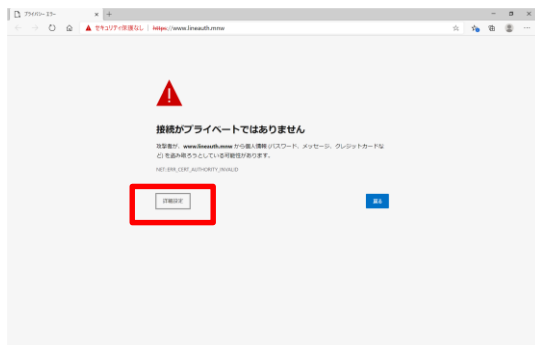 プライバシー エラー
セキュリティ保護なし | https://www.lineauth.mnw
接続がプライベートではありません
攻撃者が、www.lineauth.mnw から個人情報 (パスワード、メッセージ、クレジットカードな
ど) を盗み取ろうとしている可能性があります。
NET::ERR_CERT_AUTHORITY_INVALID
詳細設定
戻る